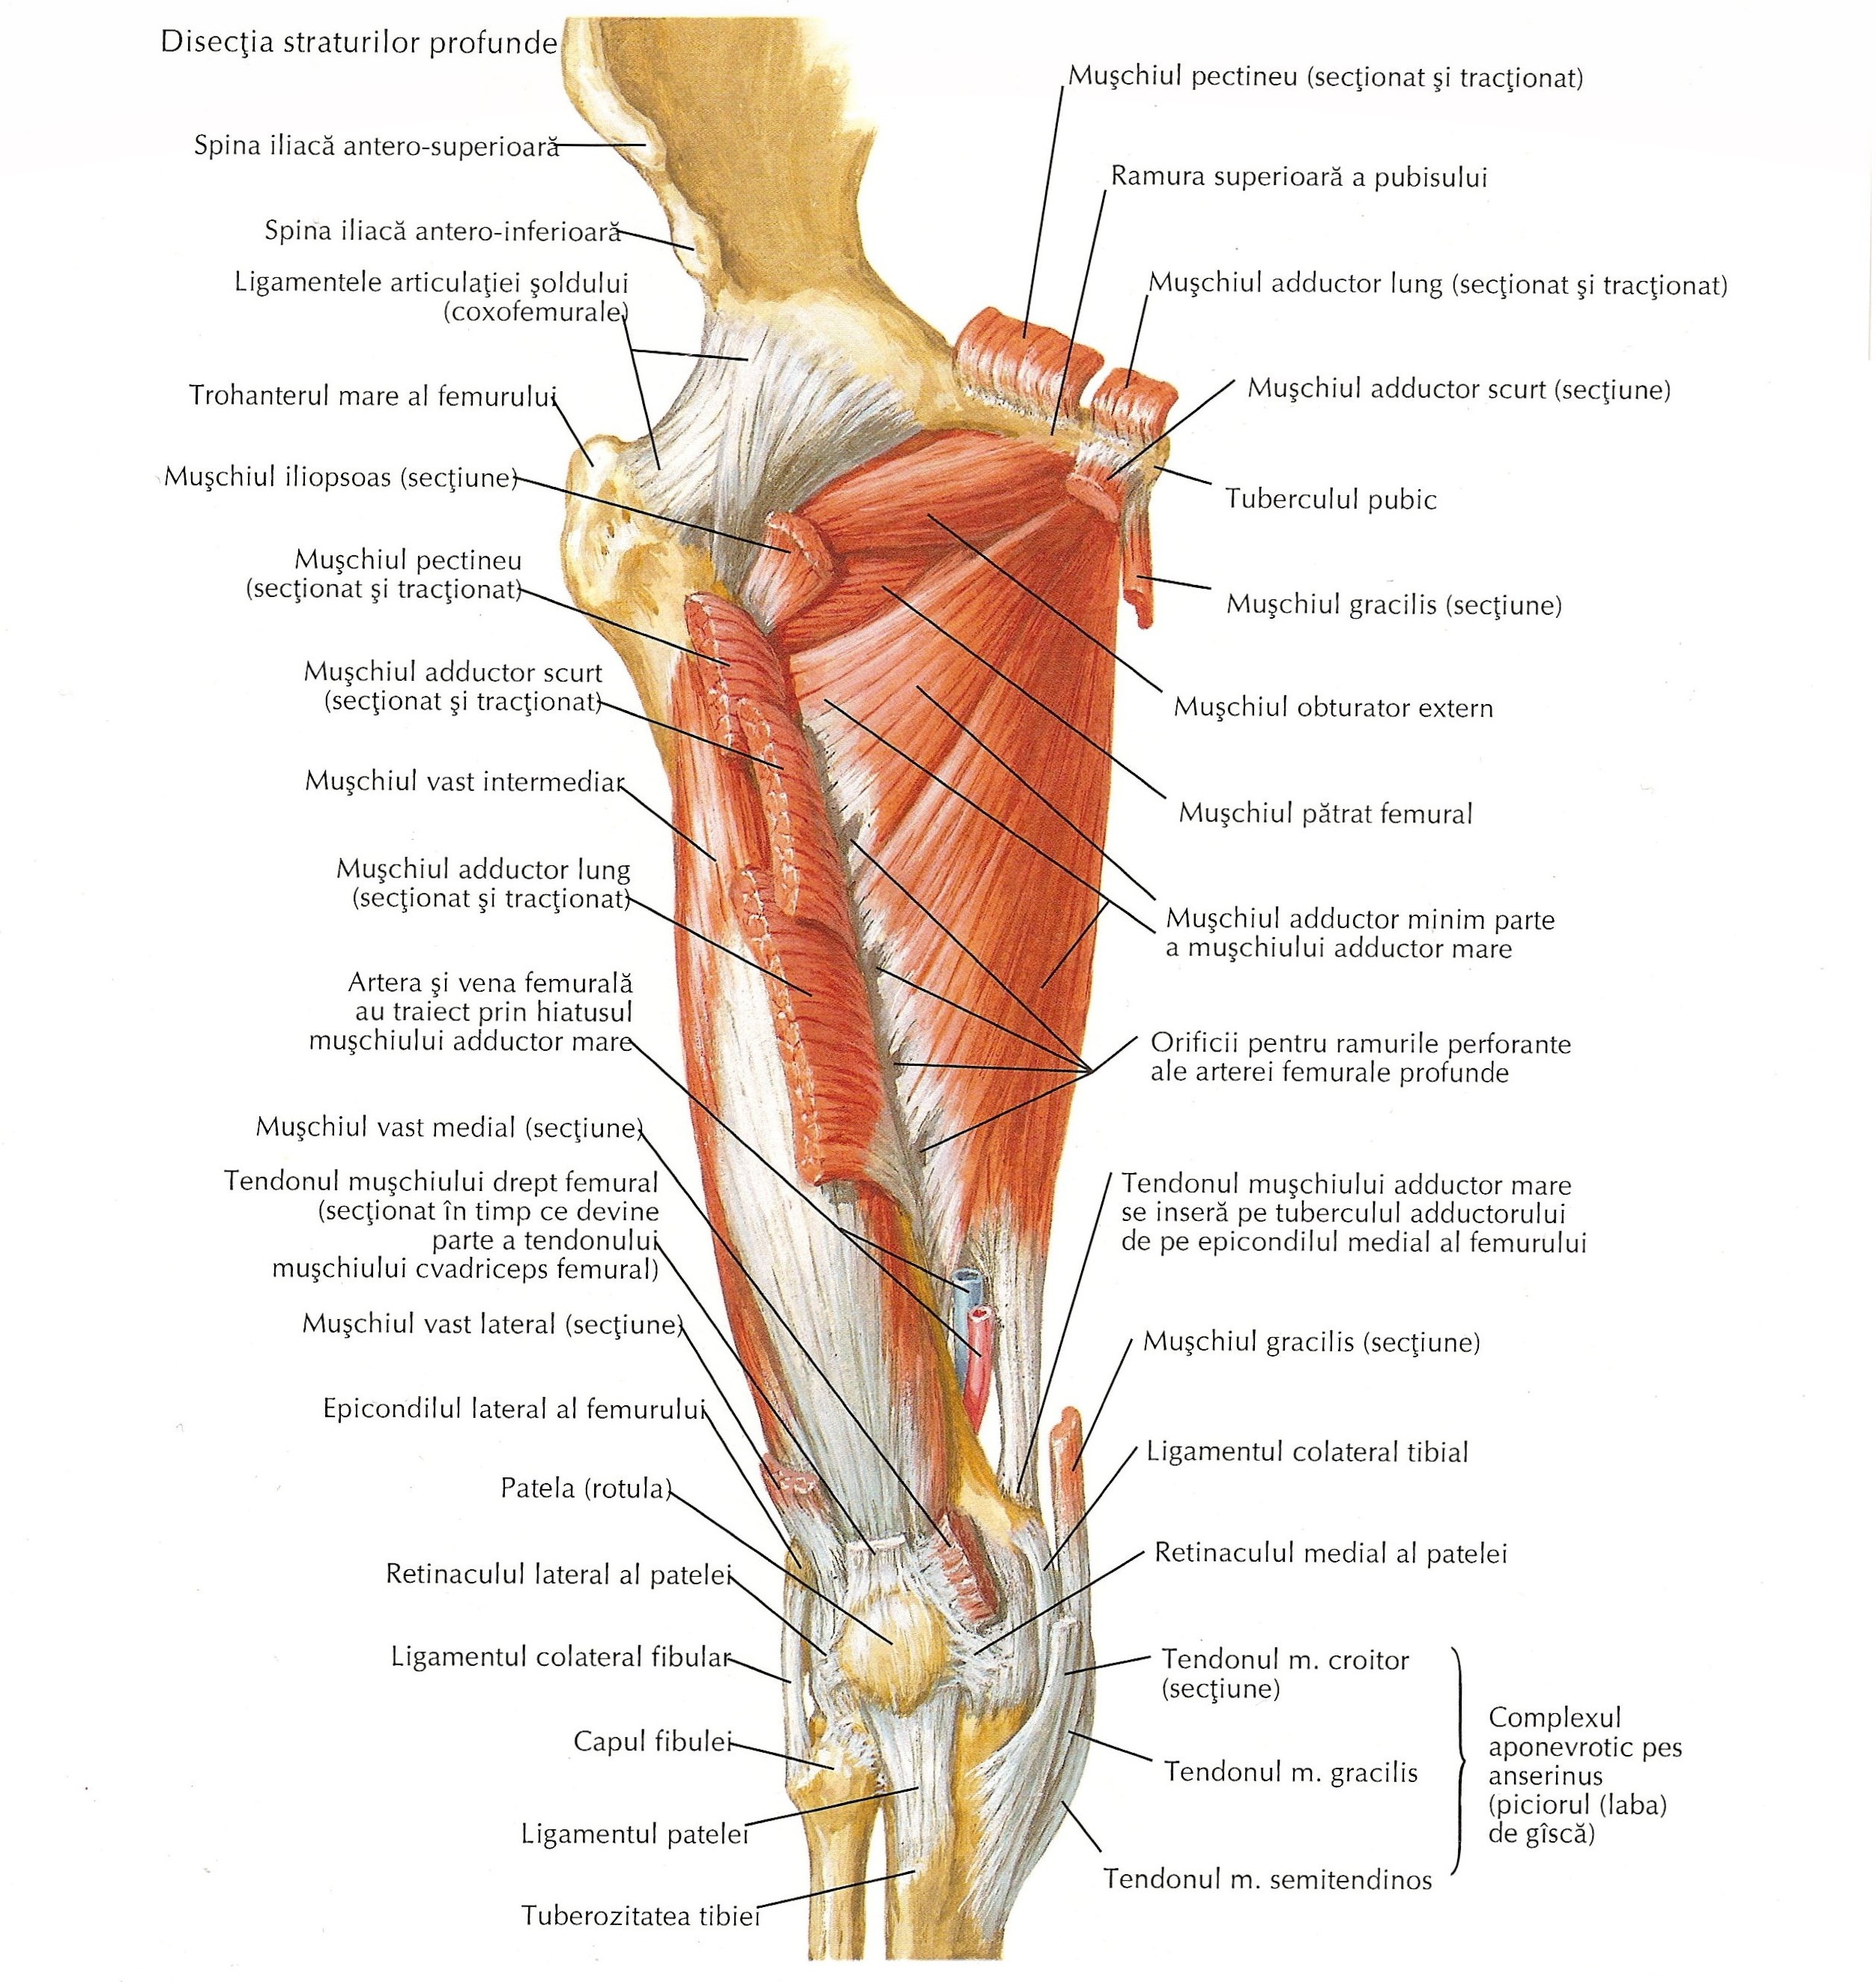 Disecţia straturilor profunde
Spina iliacă antero-superioară
Spina iliacă antero-inferioară
Ligamentele articulaţiei şoldului
(coxofemurale)
Trohanterul mare al femurului
Muşchiul iliopsoas (secţiune)
Muşchiul pectineu
(secţionat şi tracţionat)
Muşchiul adductor scurt
(secţionat şi tracţionat)
Muşchiul vast intermediar
Muşchiul adductor lung
(secţionat şi tracţionat)
Artera şi vena femurală
au traiect prin hiatusul
muşchiului adductor mare
Muşchiul vast medial (secţiune)
Tendonul muşchiului drept femural
(secţionat în timp ce devine
parte a tendonului
muşchiului cvadriceps femural)
Muşchiul vast lateral (secţiune)
Epicondilul lateral al femurului
Patela (rotula)
Retinaculul lateral al patelei
Ligamentul colateral fibular
Capul fibulei
Ligamentul patelei
Tuberozitatea tibiei
Muşchiul pectineu (secţionat şi tracţionat)
Ramura superioară a pubisului
Muşchiul adductor lung (secţionat şi tracţionat)
Muşchiul adductor scurt (secţiune)
Tuberculul pubic
Muşchiul gracilis (secţiune)
Muşchiul obturator extern
Muşchiul pătrat femural
Muşchiul adductor minim parte
a muşchiului adductor mare
Orificii pentru ramurile perforante
ale arterei femurale profunde
Tendonul muşchiului adductor mare
se inseră pe tuberculul adductorului
de pe epicondilul medial al femurului
Muşchiul gracilis (secţiune)
Ligamentul colateral tibial
Retinaculul medial al patelei
Tendonul m. croitor
(secţiune)
Tendonul m. gracilis
Tendonul m. semitendinos
Complexul
aponevrotic pes
anserinus
(piciorul (laba)
de gîscă)